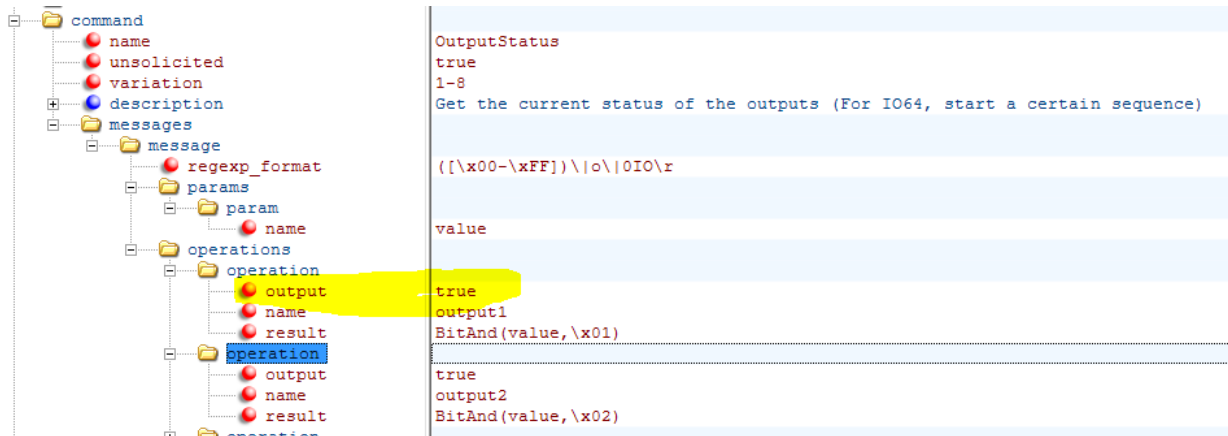 command
name OutputStatus
unsolicited true
variation 1-8
description Get the current status of the outputs (For IO64, start a certain sequence)
messages
message
regexp_format ([\x00-\xFF])\|o\|0IO\r
params
param
name value
operations
operation
output true
name output1
result BitAnd(value,\x01)
operation
output true
name output2
result BitAnd(value,\x02)
operation